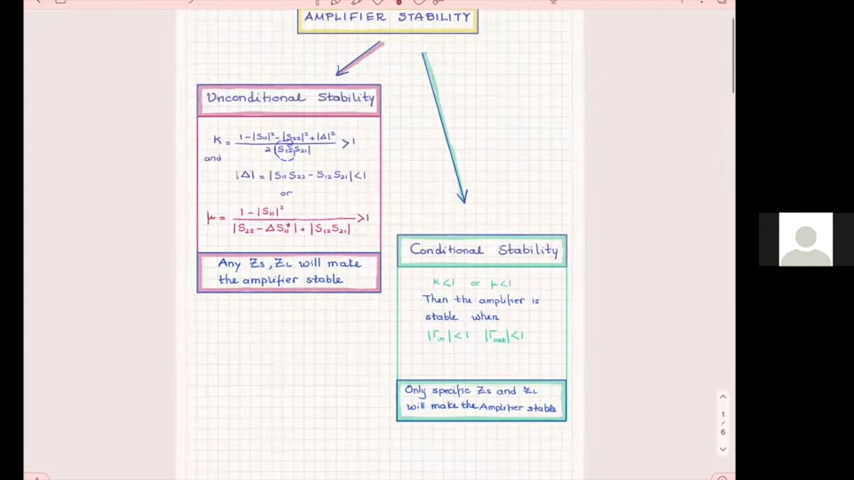 AMPLIFIER STABILITY
Unconditional Stability
K = 1-|S11|²-|S22|²+|Δ|² / 2|S12S21| >1
and
|Δ| = |S11S22 - S12S21|<1
or
μ = 1-|S11|² / |S22-ΔS11*|+|S12S21| >1
Any Zs, ZL will make
the amplifier stable
Conditional Stability
K<1 or μ<1
Then the amplifier is
stable when
|Γin|<1 |Γout|<1
Only specific Zs and ZL
will make the Amplifier stable
1
/
6